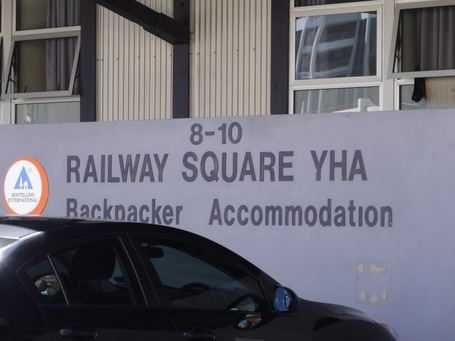 8-10
RAILWAY SQUARE YHA
Backpacker Accommodation
HOSTELLING
INTERNATIONAL